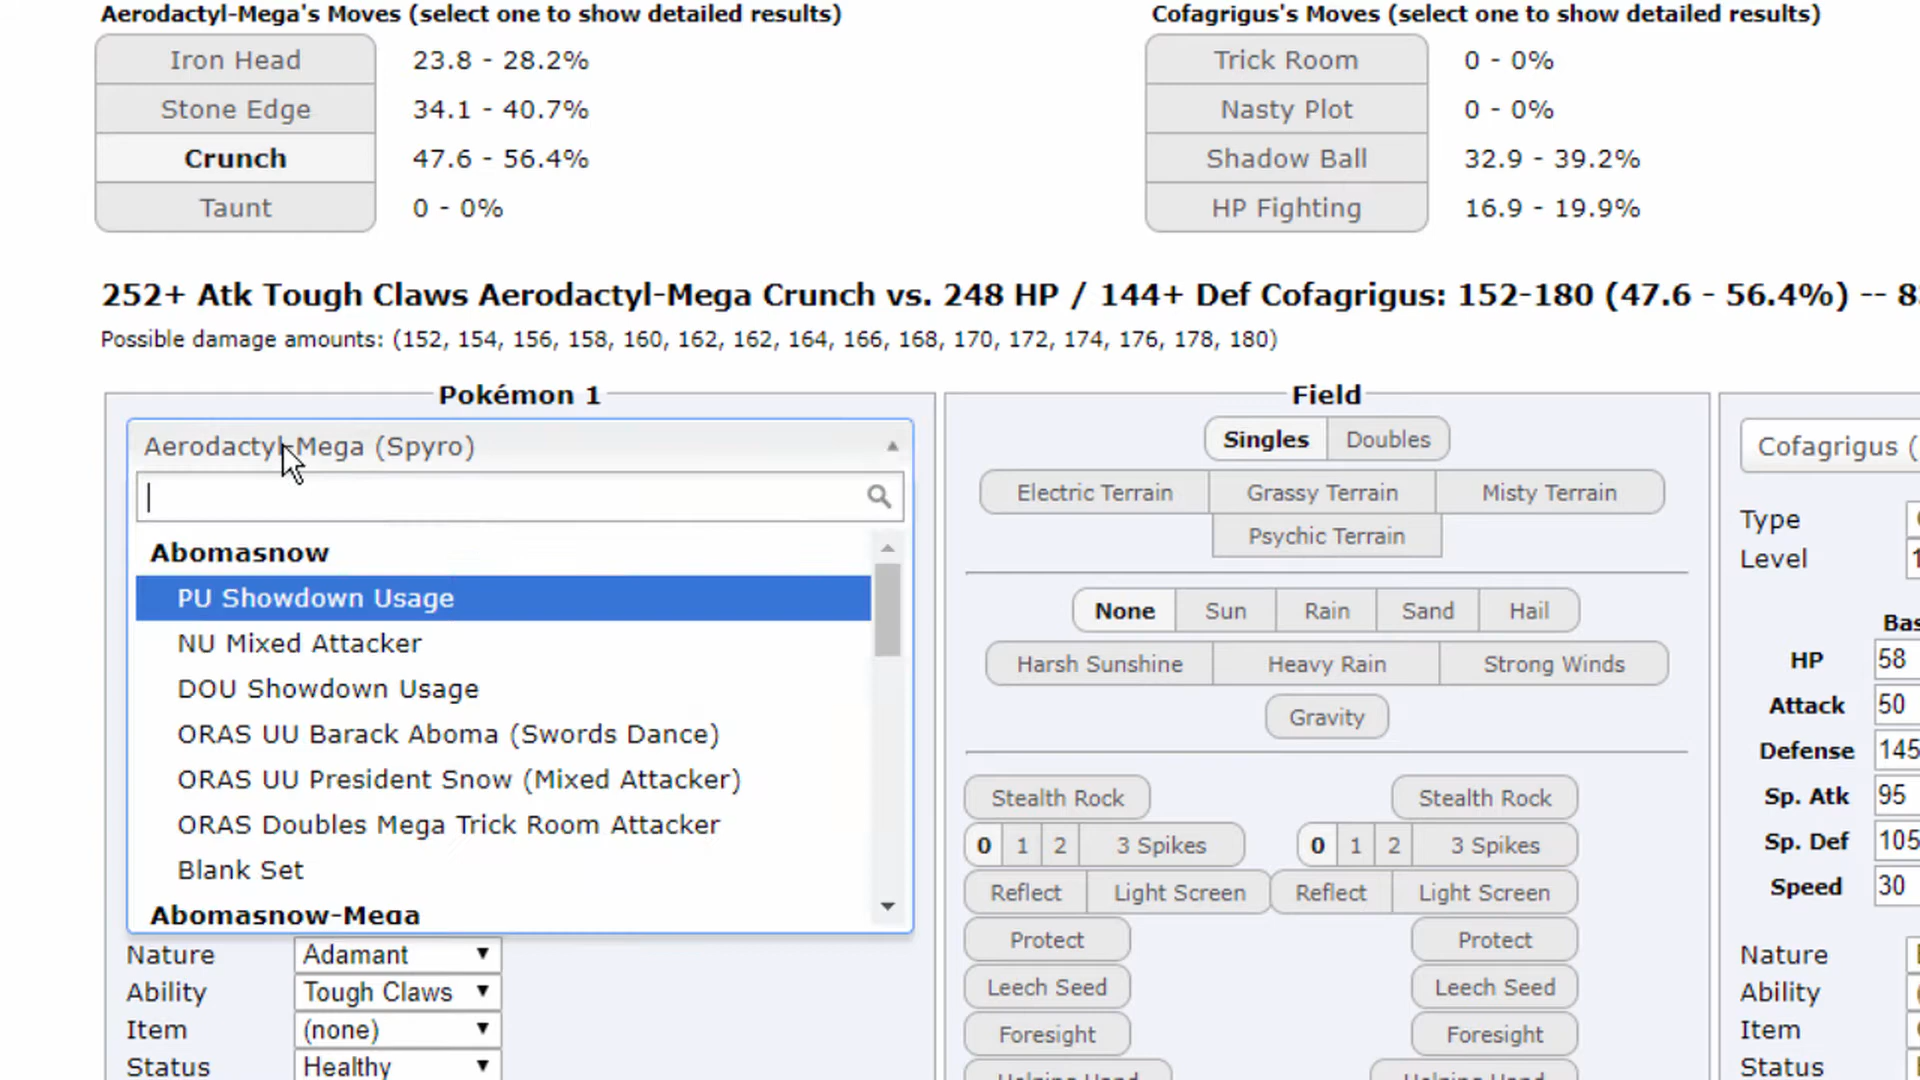 Aerodactyl-Mega's Moves (select one to show detailed results)
Iron Head 23.8 - 28.2%
Stone Edge 34.1 - 40.7%
Crunch 47.6 - 56.4%
Taunt 0 - 0%
Cofagrigus's Moves (select one to show detailed results)
Trick Room 0 - 0%
Nasty Plot 0 - 0%
Shadow Ball 32.9 - 39.2%
HP Fighting 16.9 - 19.9%
252+ Atk Tough Claws Aerodactyl-Mega Crunch vs. 248 HP / 144+ Def Cofagrigus: 152-180 (47.6 - 56.4%) -- 8
Possible damage amounts: (152, 154, 156, 158, 160, 162, 162, 164, 166, 168, 170, 172, 174, 176, 178, 180)
Pokémon 1
Aerodactyl-Mega (Spyro)
Abomasnow
PU Showdown Usage
NU Mixed Attacker
DOU Showdown Usage
ORAS UU Barack Aboma (Swords Dance)
ORAS UU President Snow (Mixed Attacker)
ORAS Doubles Mega Trick Room Attacker
Blank Set
Abomasnow-Mega
Nature Adamant
Ability Tough Claws
Item (none)
Status Healthy
Field
Singles Doubles
Electric Terrain Grassy Terrain Misty Terrain
Psychic Terrain
None Sun Rain Sand Hail
Harsh Sunshine Heavy Rain Strong Winds
Gravity
Stealth Rock Stealth Rock
0 1 2 3 Spikes 0 1 2 3 Spikes
Reflect Light Screen Reflect Light Screen
Protect Protect
Leech Seed Leech Seed
Foresight Foresight
Helping Hand Helping Hand
Cofagrigus (
Type
Level 1
Bas
HP 58
Attack 50
Defense 145
Sp. Atk 95
Sp. Def 105
Speed 30
Nature
Ability
Item
Status